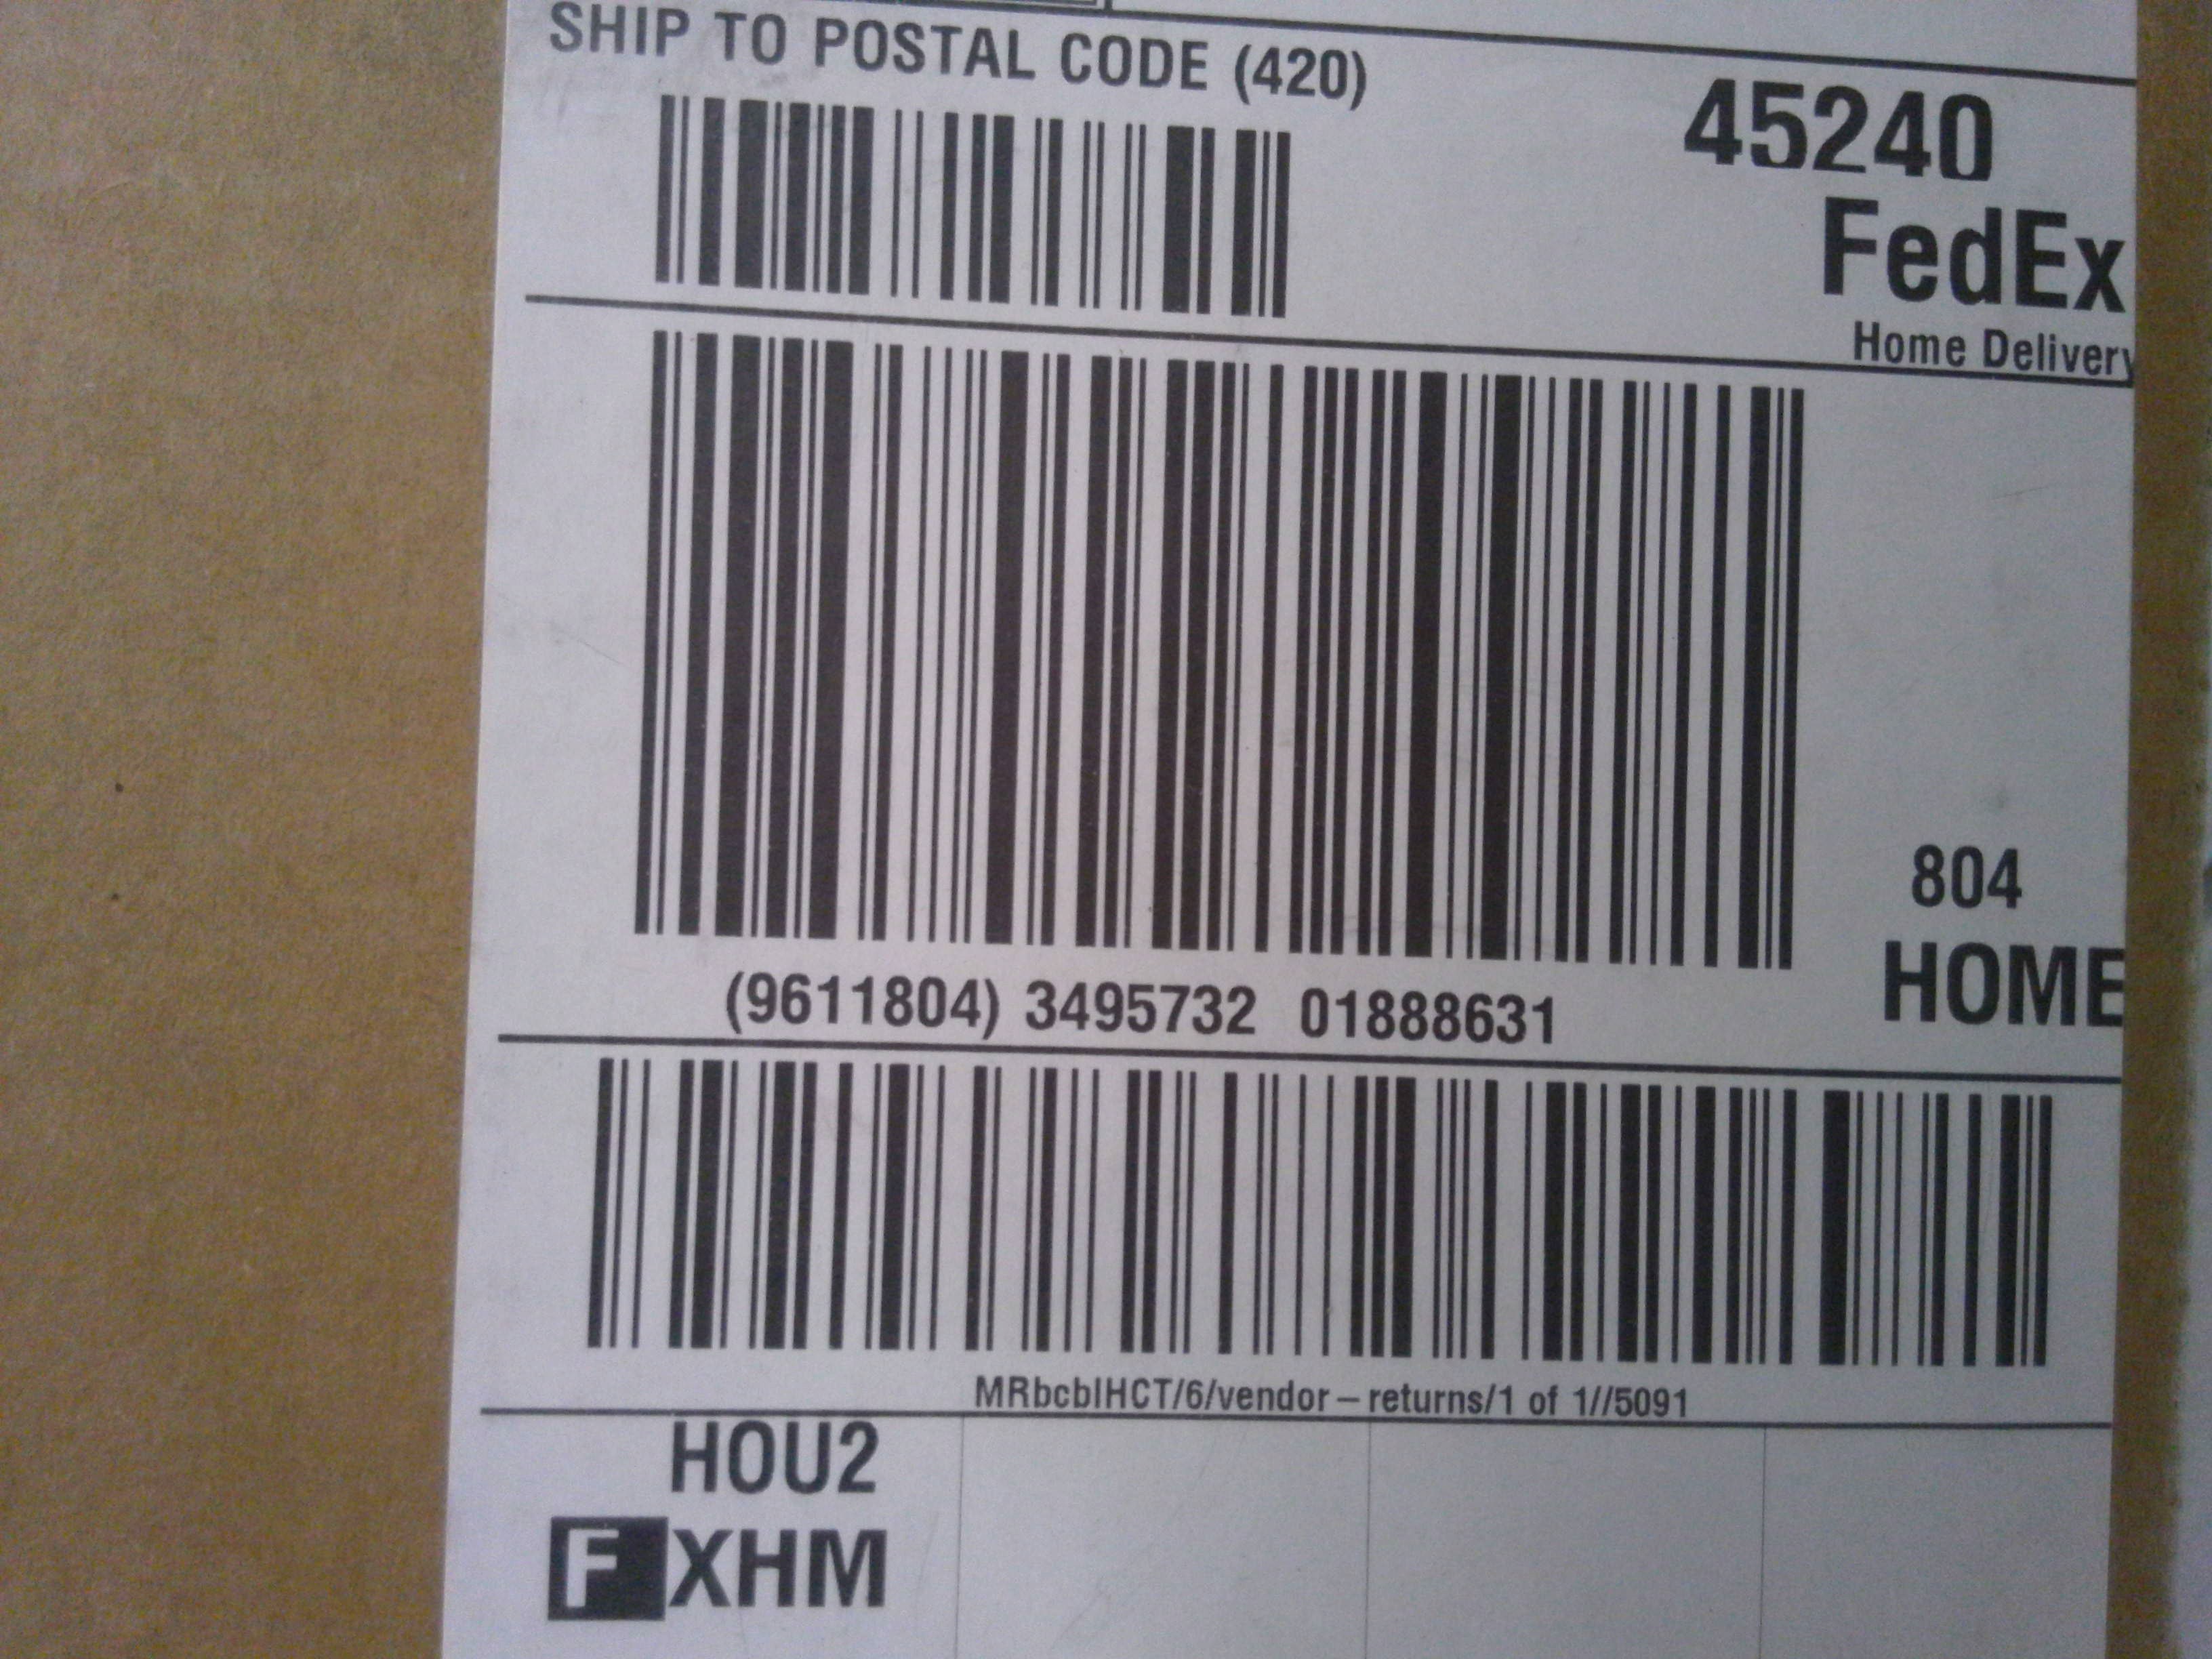 SHIP TO POSTAL CODE (420)
45240
FedEx
Home Delivery
804
HOME
(9611804) 3495732 01888631
MRbcblHCT/6/vendor – returns/1 of 1//5091
HOU2
FXHM